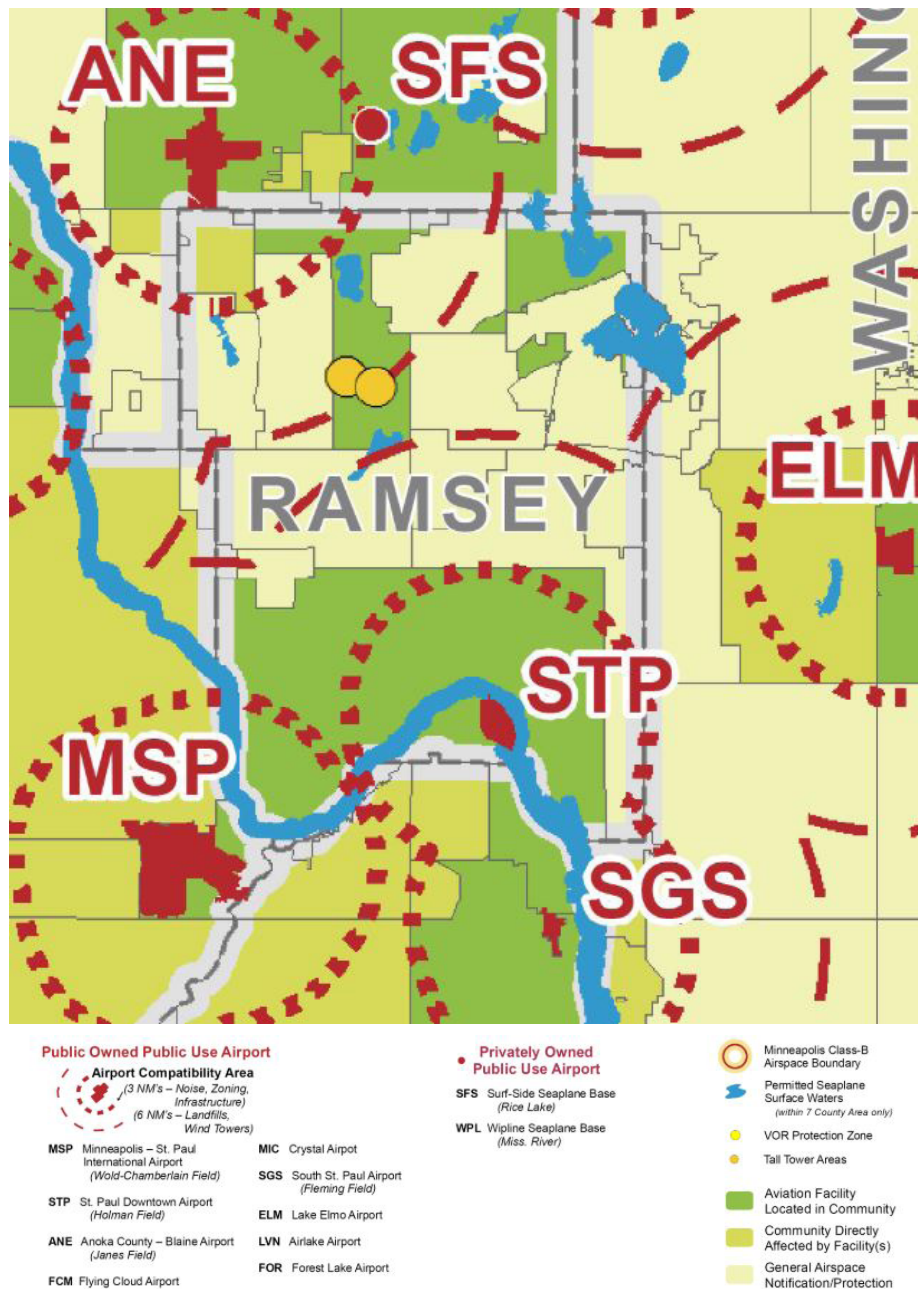 ANE
SFS
WASHING
ELM
RAMSEY
STP
MSP
SGS
Public Owned Public Use Airport
Airport Compatibility Area
(3 NM's – Noise, Zoning,
Infrastructure)
(6 NM's – Landfills,
Wind Towers)
MSP Minneapolis – St. Paul
International Airport
(Wold-Chamberlain Field)
STP St. Paul Downtown Airport
(Holman Field)
ANE Anoka County – Blaine Airport
(Janes Field)
FCM Flying Cloud Airport
MIC Crystal Airpot
SGS South St. Paul Airport
(Fleming Field)
ELM Lake Elmo Airport
LVN Airlake Airport
FOR Forest Lake Airport
Privately Owned
Public Use Airport
SFS Surf-Side Seaplane Base
(Rice Lake)
WPL Wipline Seaplane Base
(Miss. River)
Minneapolis Class-B
Airspace Boundary
Permitted Seaplane
Surface Waters
(within 7 County Area only)
VOR Protection Zone
Tall Tower Areas
Aviation Facility
Located in Community
Community Directly
Affected by Facility(s)
General Airspace
Notification/Protection